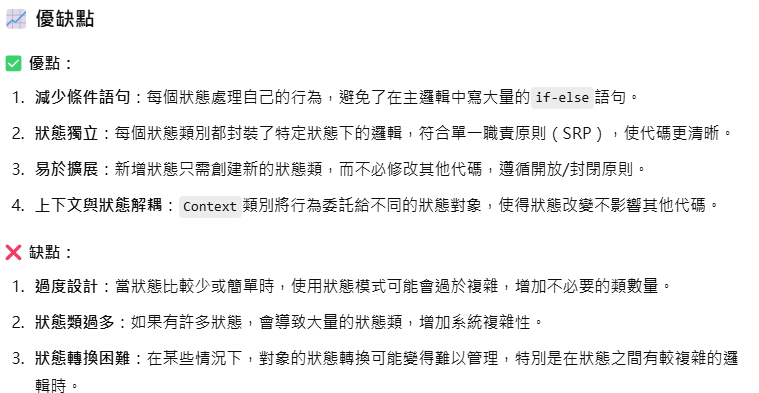 📈 優缺點
✅ 優點：
1. 減少條件語句：每個狀態處理自己的行為，避免了在主邏輯中寫大量的 if-else 語句。
2. 狀態獨立：每個狀態類別都封裝了特定狀態下的邏輯，符合單一職責原則（SRP），使代碼更清晰。
3. 易於擴展：新增狀態只需創建新的狀態類，而不必修改其他代碼，遵循開放/封閉原則。
4. 上下文與狀態解耦：Context 類別將行為委託給不同的狀態對象，使得狀態改變不影響其他代碼。
❌ 缺點：
1. 過度設計：當狀態比較少或簡單時，使用狀態模式可能會過於複雜，增加不必要的類數量。
2. 狀態類過多：如果有許多狀態，會導致大量的狀態類，增加系統複雜性。
3. 狀態轉換困難：在某些情況下，對象的狀態轉換可能變得難以管理，特別是在狀態之間有較複雜的邏
輯時。